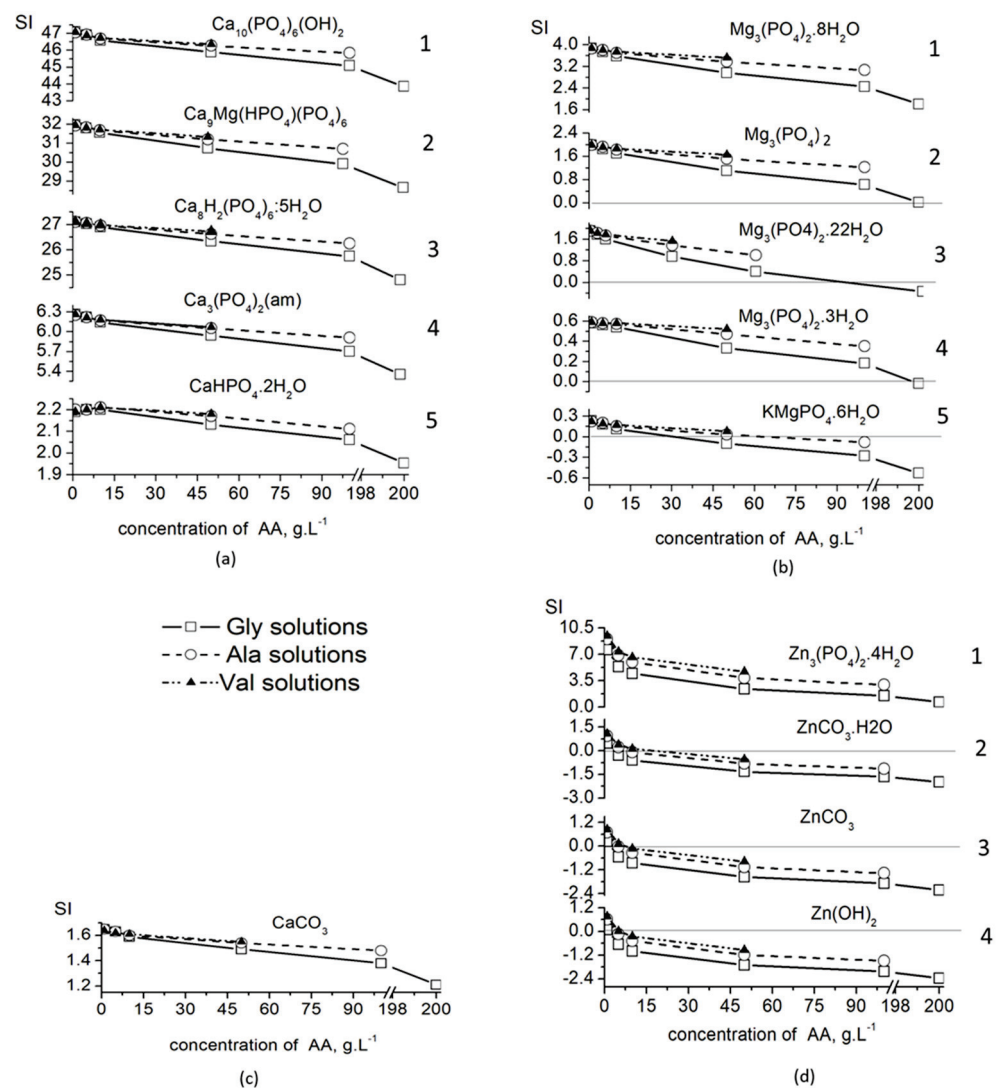 SI
47
46
45
44
43
Ca10(PO4)6(OH)2
1
32
31
30
29
28
Ca9Mg(HPO4)(PO4)6
2
27
26
25
Ca8H2(PO4)6:5H2O
3
6.3
6.0
5.7
5.4
Ca3(PO4)2(am)
4
2.2
2.1
2.0
1.9
CaHPO4.2H2O
5
0 15 30 45 60 75 90 198 200
concentration of AA, g.L-1
(a)
SI
4.0
3.2
2.4
1.6
Mg3(PO4)2.8H2O
1
2.4
1.6
0.8
0.0
Mg3(PO4)2
2
1.6
0.8
0.0
Mg3(PO4)2.22H2O
3
0.6
0.4
0.2
0.0
Mg3(PO4)2.3H2O
4
0.3
0.0
-0.3
-0.6
KMgPO4.6H2O
5
0 15 30 45 60 75 90 198 200
concentration of AA, g.L-1
(b)
Gly solutions
Ala solutions
Val solutions
SI
1.6
1.4
1.2
CaCO3
0 15 30 45 60 75 90 198 200
concentration of AA, g.L-1
(c)
SI
10.5
7.0
3.5
0.0
Zn3(PO4)2.4H2O
1
1.5
0.0
-1.5
-3.0
ZnCO3.H2O
2
1.2
0.0
-1.2
-2.4
ZnCO3
3
1.2
0.0
-1.2
-2.4
Zn(OH)2
4
0 15 30 45 60 75 90 198 200
concentration of AA, g.L-1
(d)